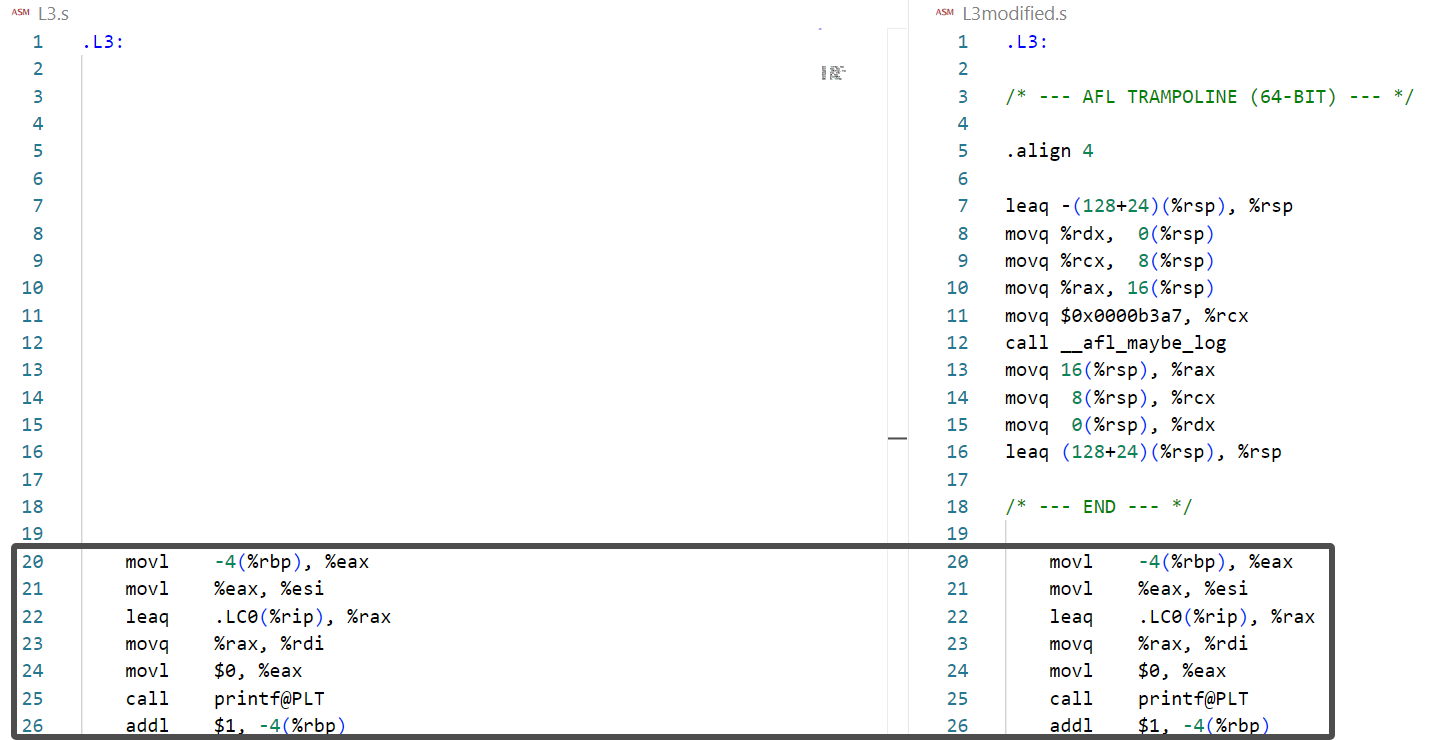 ASM L3.s
1 .L3:
2
3
4
5
6
7
8
9
10
11
12
13
14
15
16
17
18
19
20 movl -4(%rbp), %eax
21 movl %eax, %esi
22 leaq .LC0(%rip), %rax
23 movq %rax, %rdi
24 movl $0, %eax
25 call printf@PLT
26 addl $1, -4(%rbp)
ASM L3modified.s
1 .L3:
2
3 /* --- AFL TRAMPOLINE (64-BIT) --- */
4
5 .align 4
6
7 leaq -(128+24)(%rsp), %rsp
8 movq %rdx,  0(%rsp)
9 movq %rcx,  8(%rsp)
10 movq %rax, 16(%rsp)
11 movq $0x0000b3a7, %rcx
12 call __afl_maybe_log
13 movq 16(%rsp), %rax
14 movq  8(%rsp), %rcx
15 movq  0(%rsp), %rdx
16 leaq (128+24)(%rsp), %rsp
17
18 /* --- END --- */
19
20 movl -4(%rbp), %eax
21 movl %eax, %esi
22 leaq .LC0(%rip), %rax
23 movq %rax, %rdi
24 movl $0, %eax
25 call printf@PLT
26 addl $1, -4(%rbp)